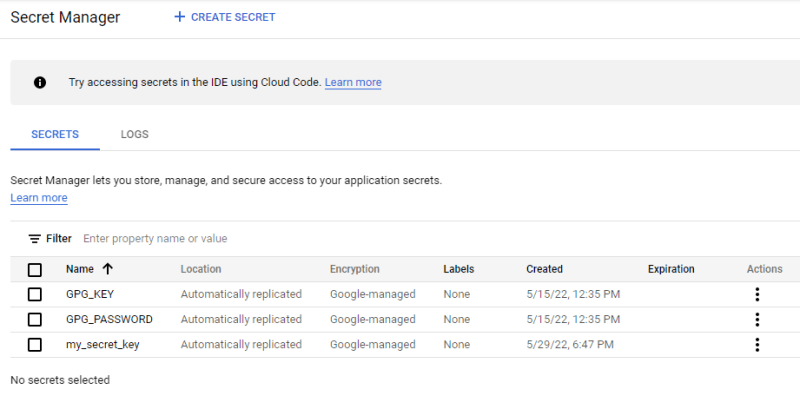 Secret Manager + CREATE SECRET
Try accessing secrets in the IDE using Cloud Code. Learn more
SECRETS LOGS
Secret Manager lets you store, manage, and secure access to your application secrets.
Learn more
Filter Enter property name or value
Name Location Encryption Labels Created Expiration Actions
GPG_KEY Automatically replicated Google-managed None 5/15/22, 12:35 PM
GPG_PASSWORD Automatically replicated Google-managed None 5/15/22, 12:35 PM
my_secret_key Automatically replicated Google-managed None 5/29/22, 6:47 PM
No secrets selected